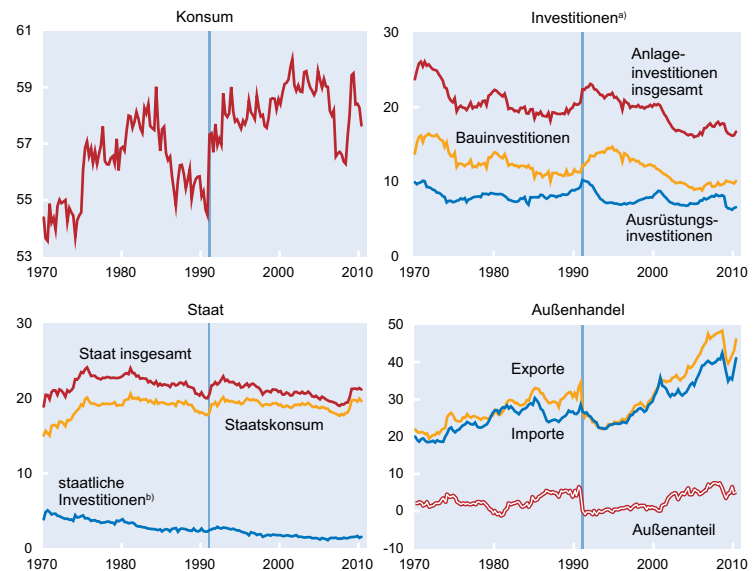 Konsum
61
59
57
55
53
1970
1980
1990
2000
2010
Investitionen^a)
30
20
10
0
Anlage-
investitionen
insgesamt
Bauinvestitionen
Ausrüstungs-
investitionen
1970
1980
1990
2000
2010
Staat
30
20
10
0
Staat insgesamt
Staatskonsum
staatliche
Investitionen^b)
1970
1980
1990
2000
2010
Außenhandel
50
40
30
20
10
0
-10
Exporte
Importe
Außenanteil
1970
1980
1990
2000
2010